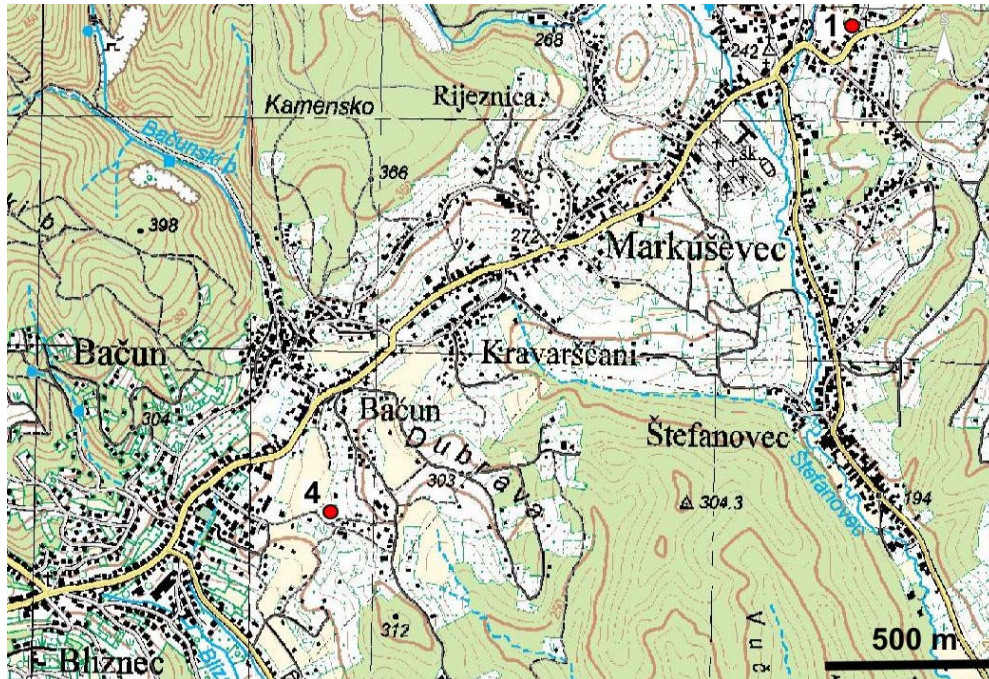 1
S
268
242
Rijeznica
Kamensko
Bačunski b.
šk.
366
398
272
Markuševec
Bačun
Kravarščani
304
Bačun
Dubrava
Štefanovec
303
4
304.3
194
Štefanovec
312
500 m
Bliznec